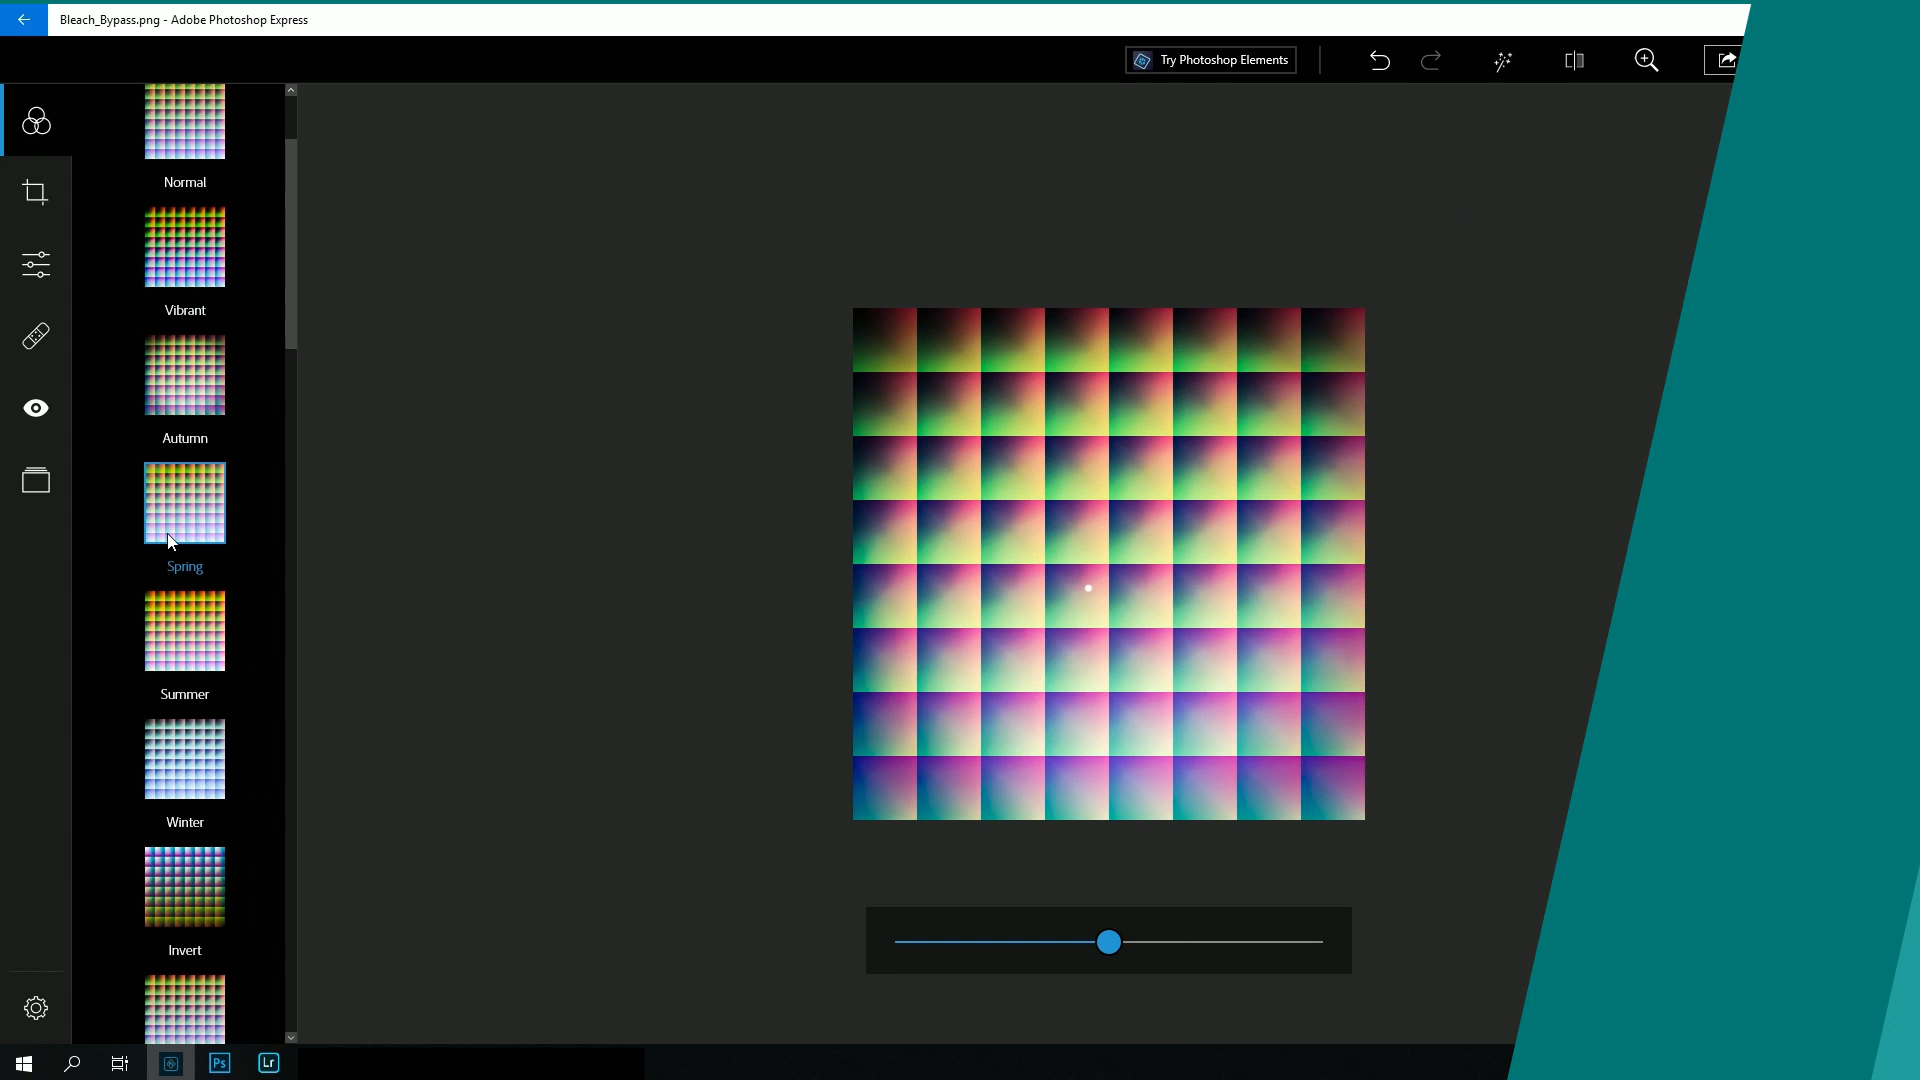 Bleach_Bypass.png - Adobe Photoshop Express
Try Photoshop Elements
Normal
Vibrant
Autumn
Spring
Summer
Winter
Invert
Ps
Lr